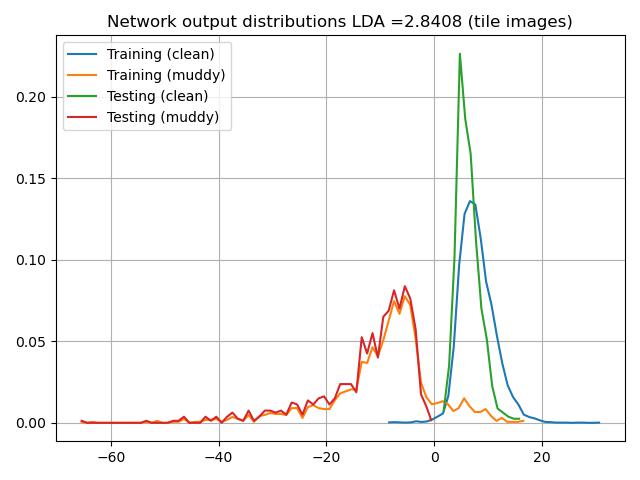 Network output distributions LDA =2.8408 (tile images)
Training (clean)
Training (muddy)
Testing (clean)
Testing (muddy)
0.20
0.15
0.10
0.05
0.00
−60
−40
−20
0
20